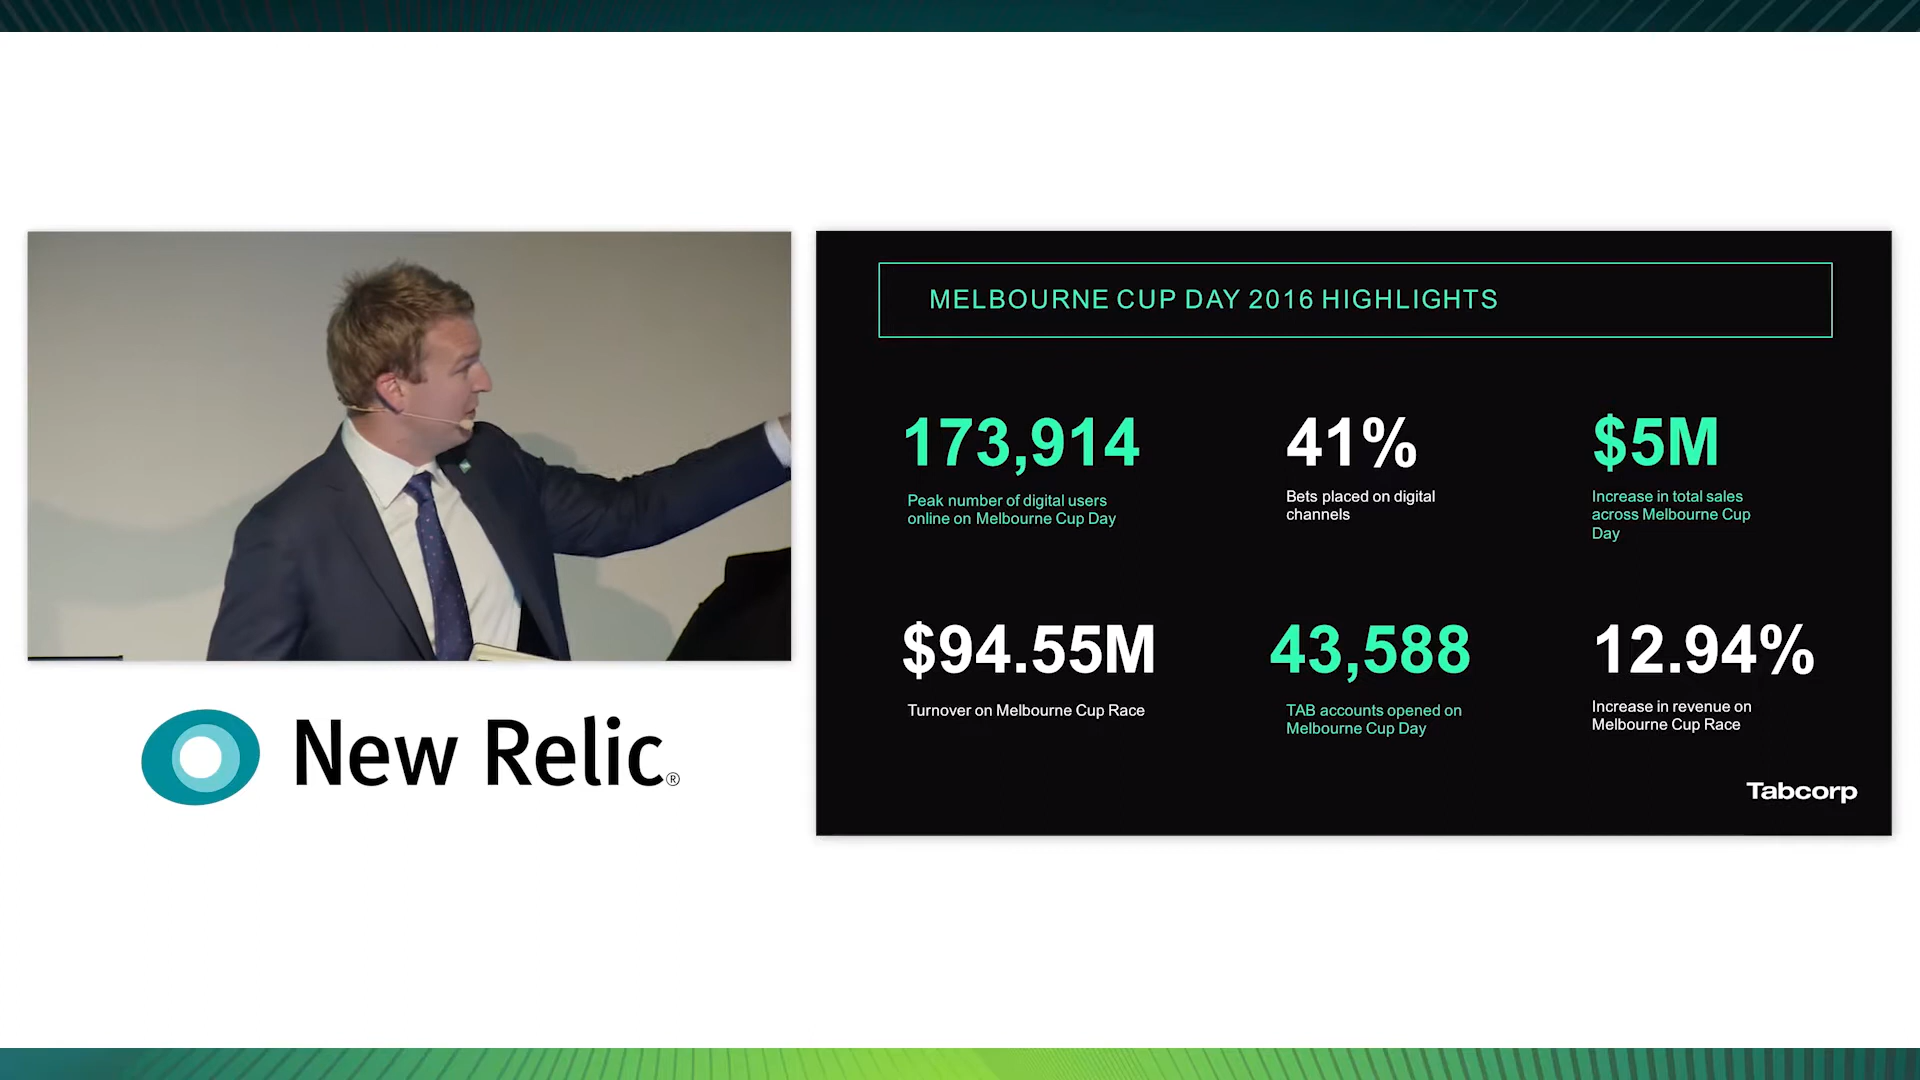 MELBOURNE CUP DAY 2016 HIGHLIGHTS
173,914
Peak number of digital users
online on Melbourne Cup Day
41%
Bets placed on digital
channels
$5M
Increase in total sales
across Melbourne Cup
Day
$94.55M
Turnover on Melbourne Cup Race
43,588
TAB accounts opened on
Melbourne Cup Day
12.94%
Increase in revenue on
Melbourne Cup Race
Tabcorp
New Relic®